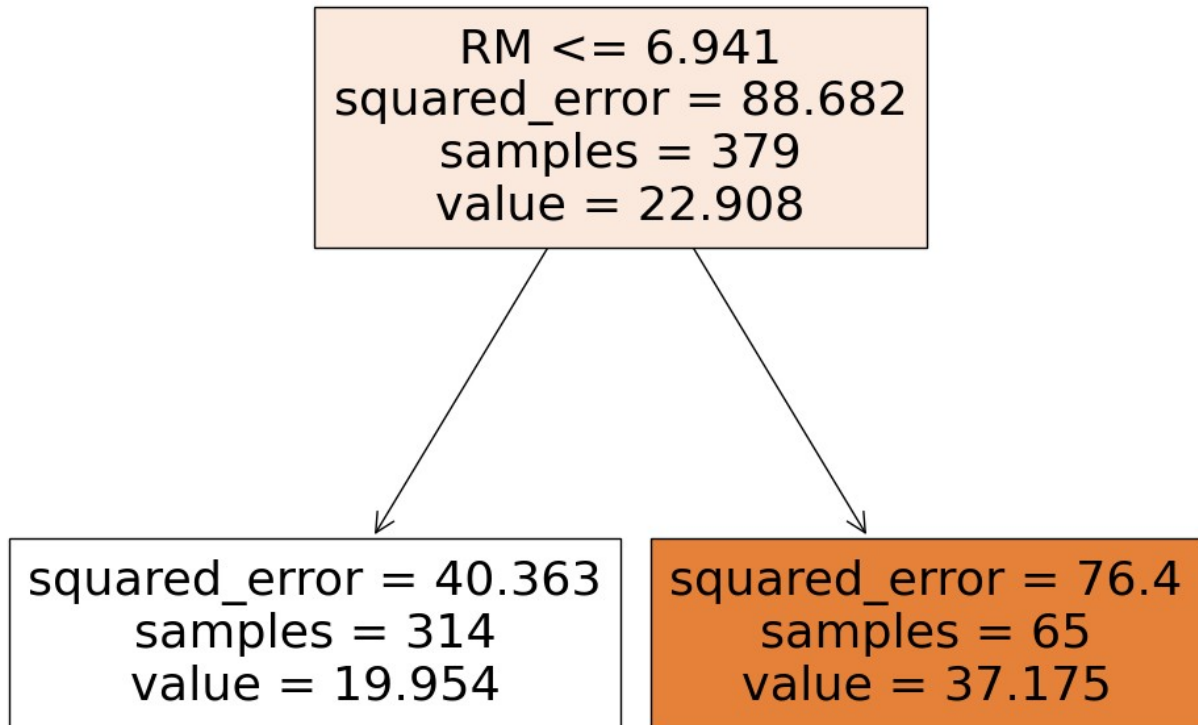 RM <= 6.941
squared_error = 88.682
samples = 379
value = 22.908
squared_error = 40.363
samples = 314
value = 19.954
squared_error = 76.4
samples = 65
value = 37.175